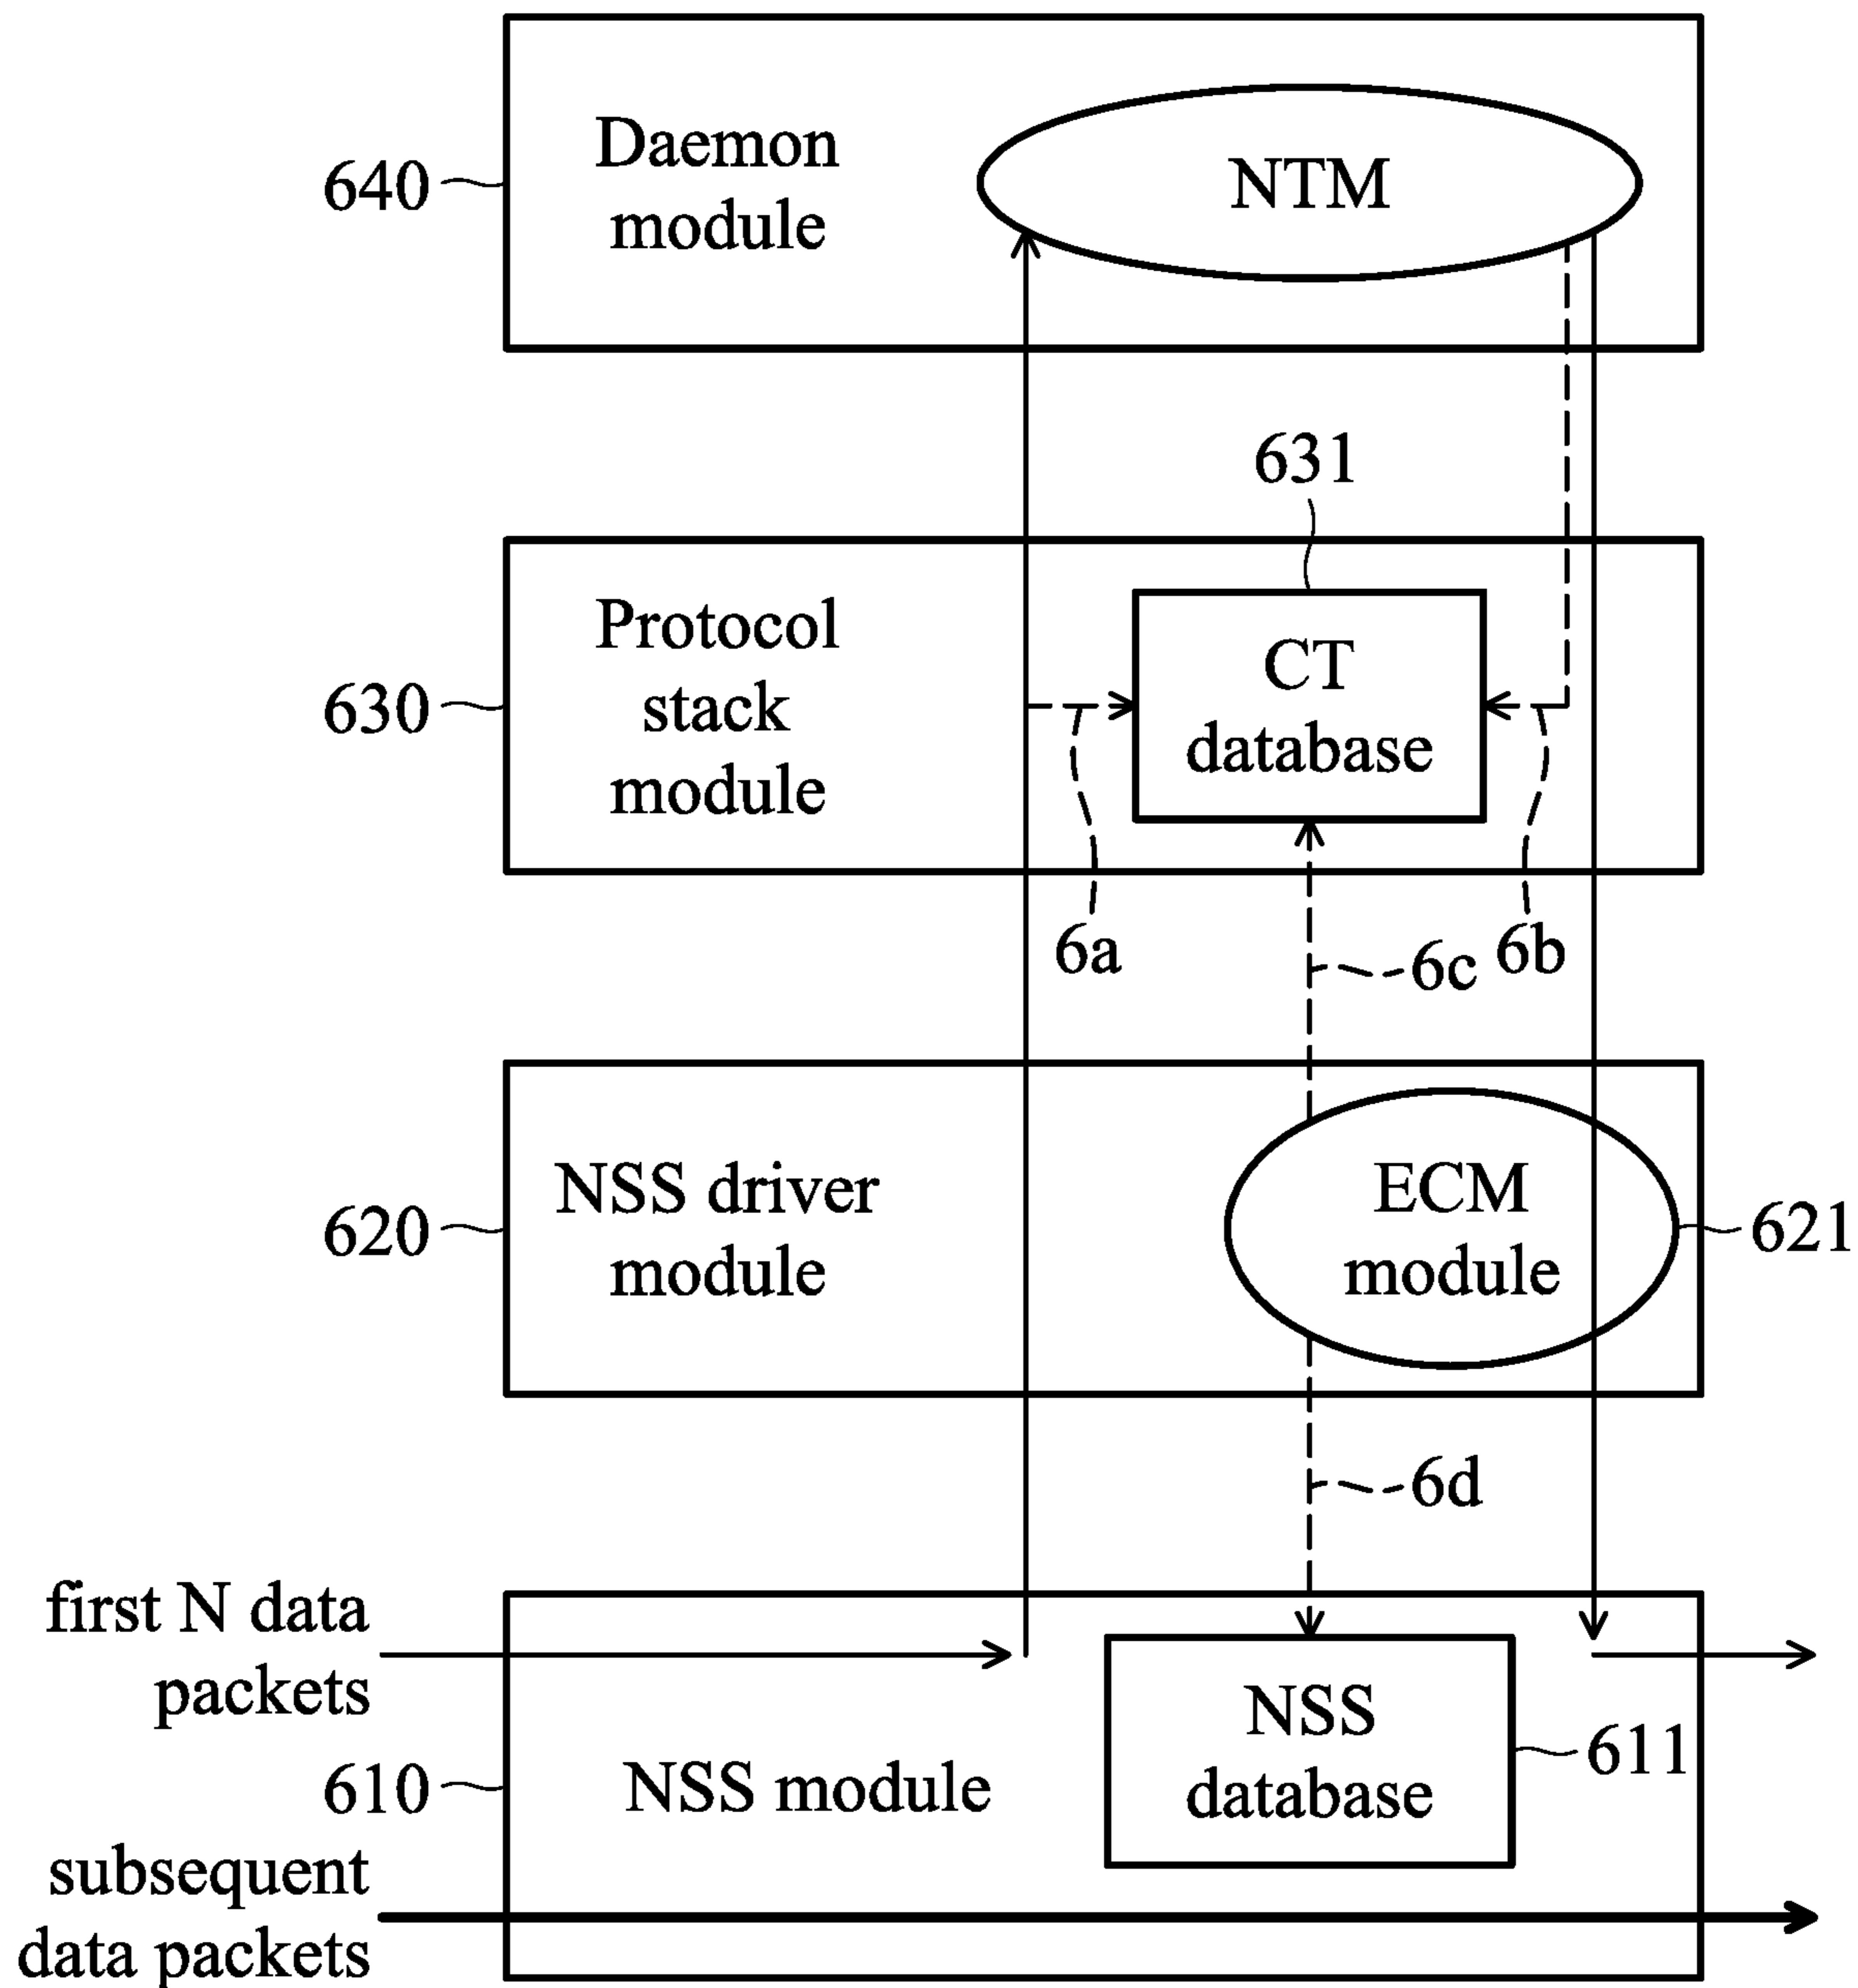 Daemon
module
NTM
640
631
Protocol
stack
module
CT
database
630
6a
6c
6b
NSS driver
module
ECM
module
620
621
6d
first N data
packets
NSS
database
611
610
NSS module
subsequent
data packets